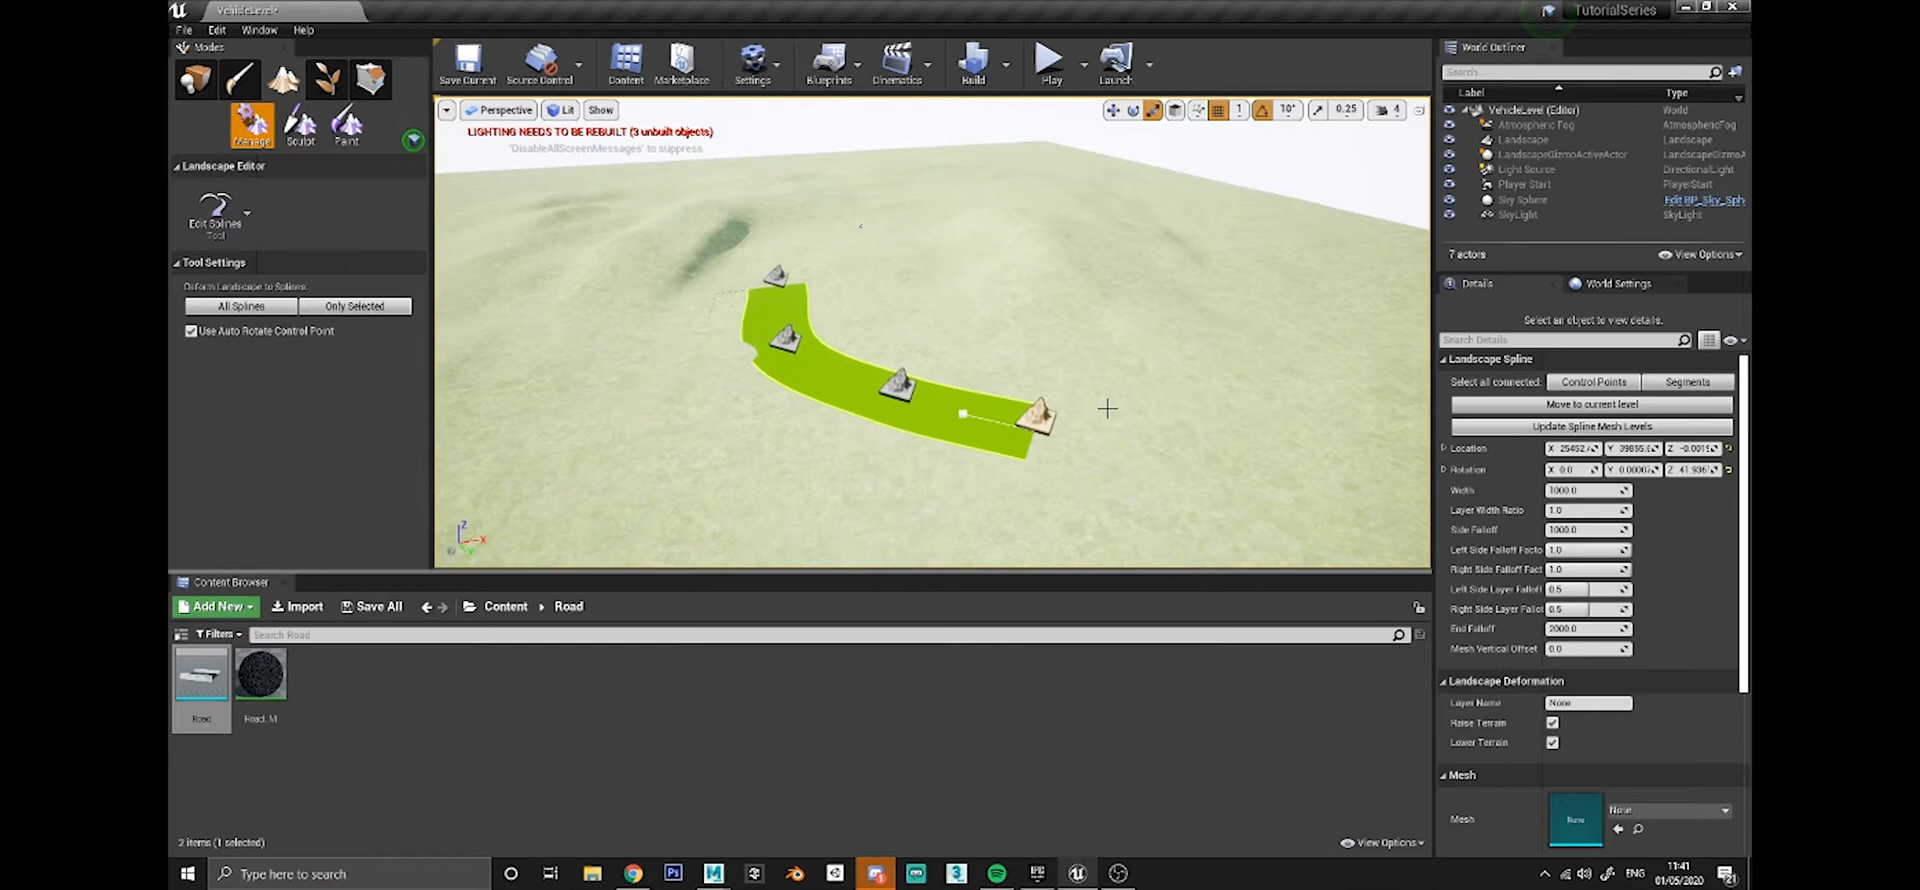 VehicleLevel*
TutorialSeries
File Edit Window Help
Modes
Manage Sculpt Paint
Landscape Editor
Edit Splines
Tool
Tool Settings
Deform Landscape to Splines:
All Splines Only Selected
Use Auto Rotate Control Point
Save Current Source Control Content Marketplace Settings Blueprints Cinematics Build Play Launch
Perspective Lit Show
1 10° 0.25 4
LIGHTING NEEDS TO BE REBUILT (3 unbuilt objects)
'DisableAllScreenMessages' to suppress
Z
X
World Outliner
Search...
Label Type
VehicleLevel (Editor) World
Atmospheric Fog AtmosphericFog
Landscape Landscape
LandscapeGizmoActiveActor LandscapeGizmoA
Light Source DirectionalLight
Player Start PlayerStart
Sky Sphere Edit BP_Sky_Sph
SkyLight SkyLight
7 actors View Options
Details World Settings
Select an object to view details.
Search Details
Landscape Spline
Select all connected: Control Points Segments
Move to current level
Update Spline Mesh Levels
Location X 25452. Y 39855. Z -0.001
Rotation X 0.0 Y 0.0000 Z 41.936
Width 1000.0
Layer Width Ratio 1.0
Side Falloff 1000.0
Left Side Falloff Facto 1.0
Right Side Falloff Fact 1.0
Left Side Layer Falloff 0.5
Right Side Layer Fallo 0.5
End Falloff 2000.0
Mesh Vertical Offset 0.0
Landscape Deformation
Layer Name None
Raise Terrain
Lower Terrain
Mesh
Mesh None None
Content Browser
Add New Import Save All Content Road
Filters Search Road
Road Road_M
2 items (1 selected) View Options
Type here to search
Ps
M
3
ENG
11:41
01/05/2020
21